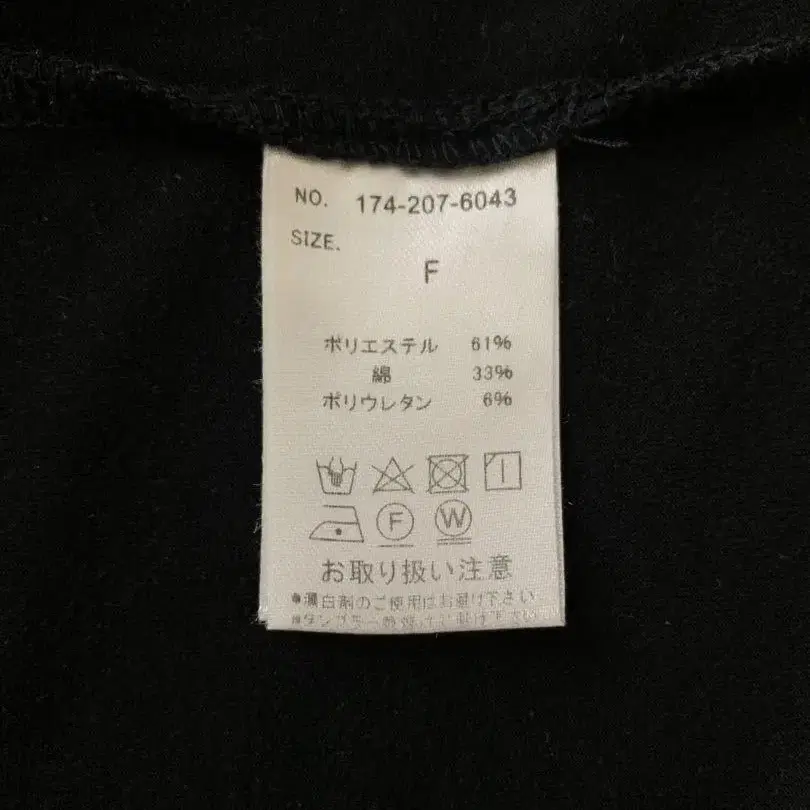 NO. 174-207-6043
SIZE.
F
ポリエステル 61%
綿 33%
ポリウレタン 6%
F W
お取り扱い注意
●漂白剤のご使用はお避け下さい